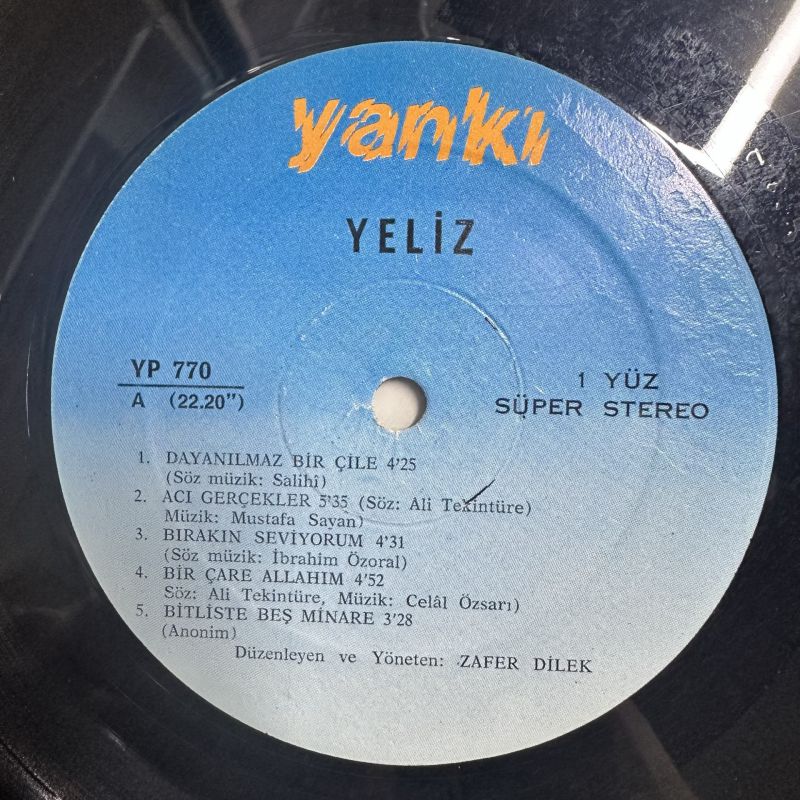 yankı
YELİZ
YP 770
A (22.20")
1 YÜZ
SÜPER STEREO
1. DAYANILMAZ BİR ÇİLE 4'25
(Söz müzik: Salihî)
2. ACI GERÇEKLER 5'35 (Söz: Ali Tekintüre)
Müzik: Mustafa Sayan)
3. BIRAKIN SEVİYORUM 4'31
(Söz müzik: İbrahim Özoral)
4. BİR ÇARE ALLAHIM 4'52
Söz: Ali Tekintüre, Müzik: Celâl Özsarı)
5. BİTLİSTE BEŞ MİNARE 3'28
(Anonim)
Düzenleyen ve Yöneten: ZAFER DİLEK